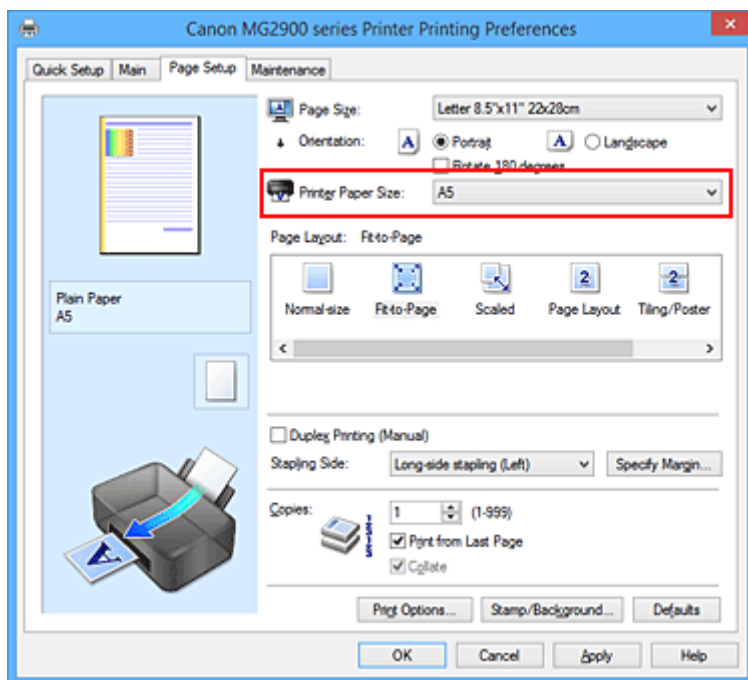 Canon MG2900 series Printer Printing Preferences
Quick Setup Main Page Setup Maintenance
Page Size: Letter 8.5"x11" 22x28cm
Orientation: A Portrait A Landscape
Rotate 180 degrees
Printer Paper Size: A5
Page Layout: Fit-to-Page
Normal-size Fit-to-Page Scaled Page Layout Tiling/Poster
Plain Paper
A5
Duplex Printing (Manual)
Stapling Side: Long-side stapling (Left) Specify Margin...
Copies: 1 (1-999)
Print from Last Page
Collate
Print Options... Stamp/Background... Defaults
OK Cancel Apply Help